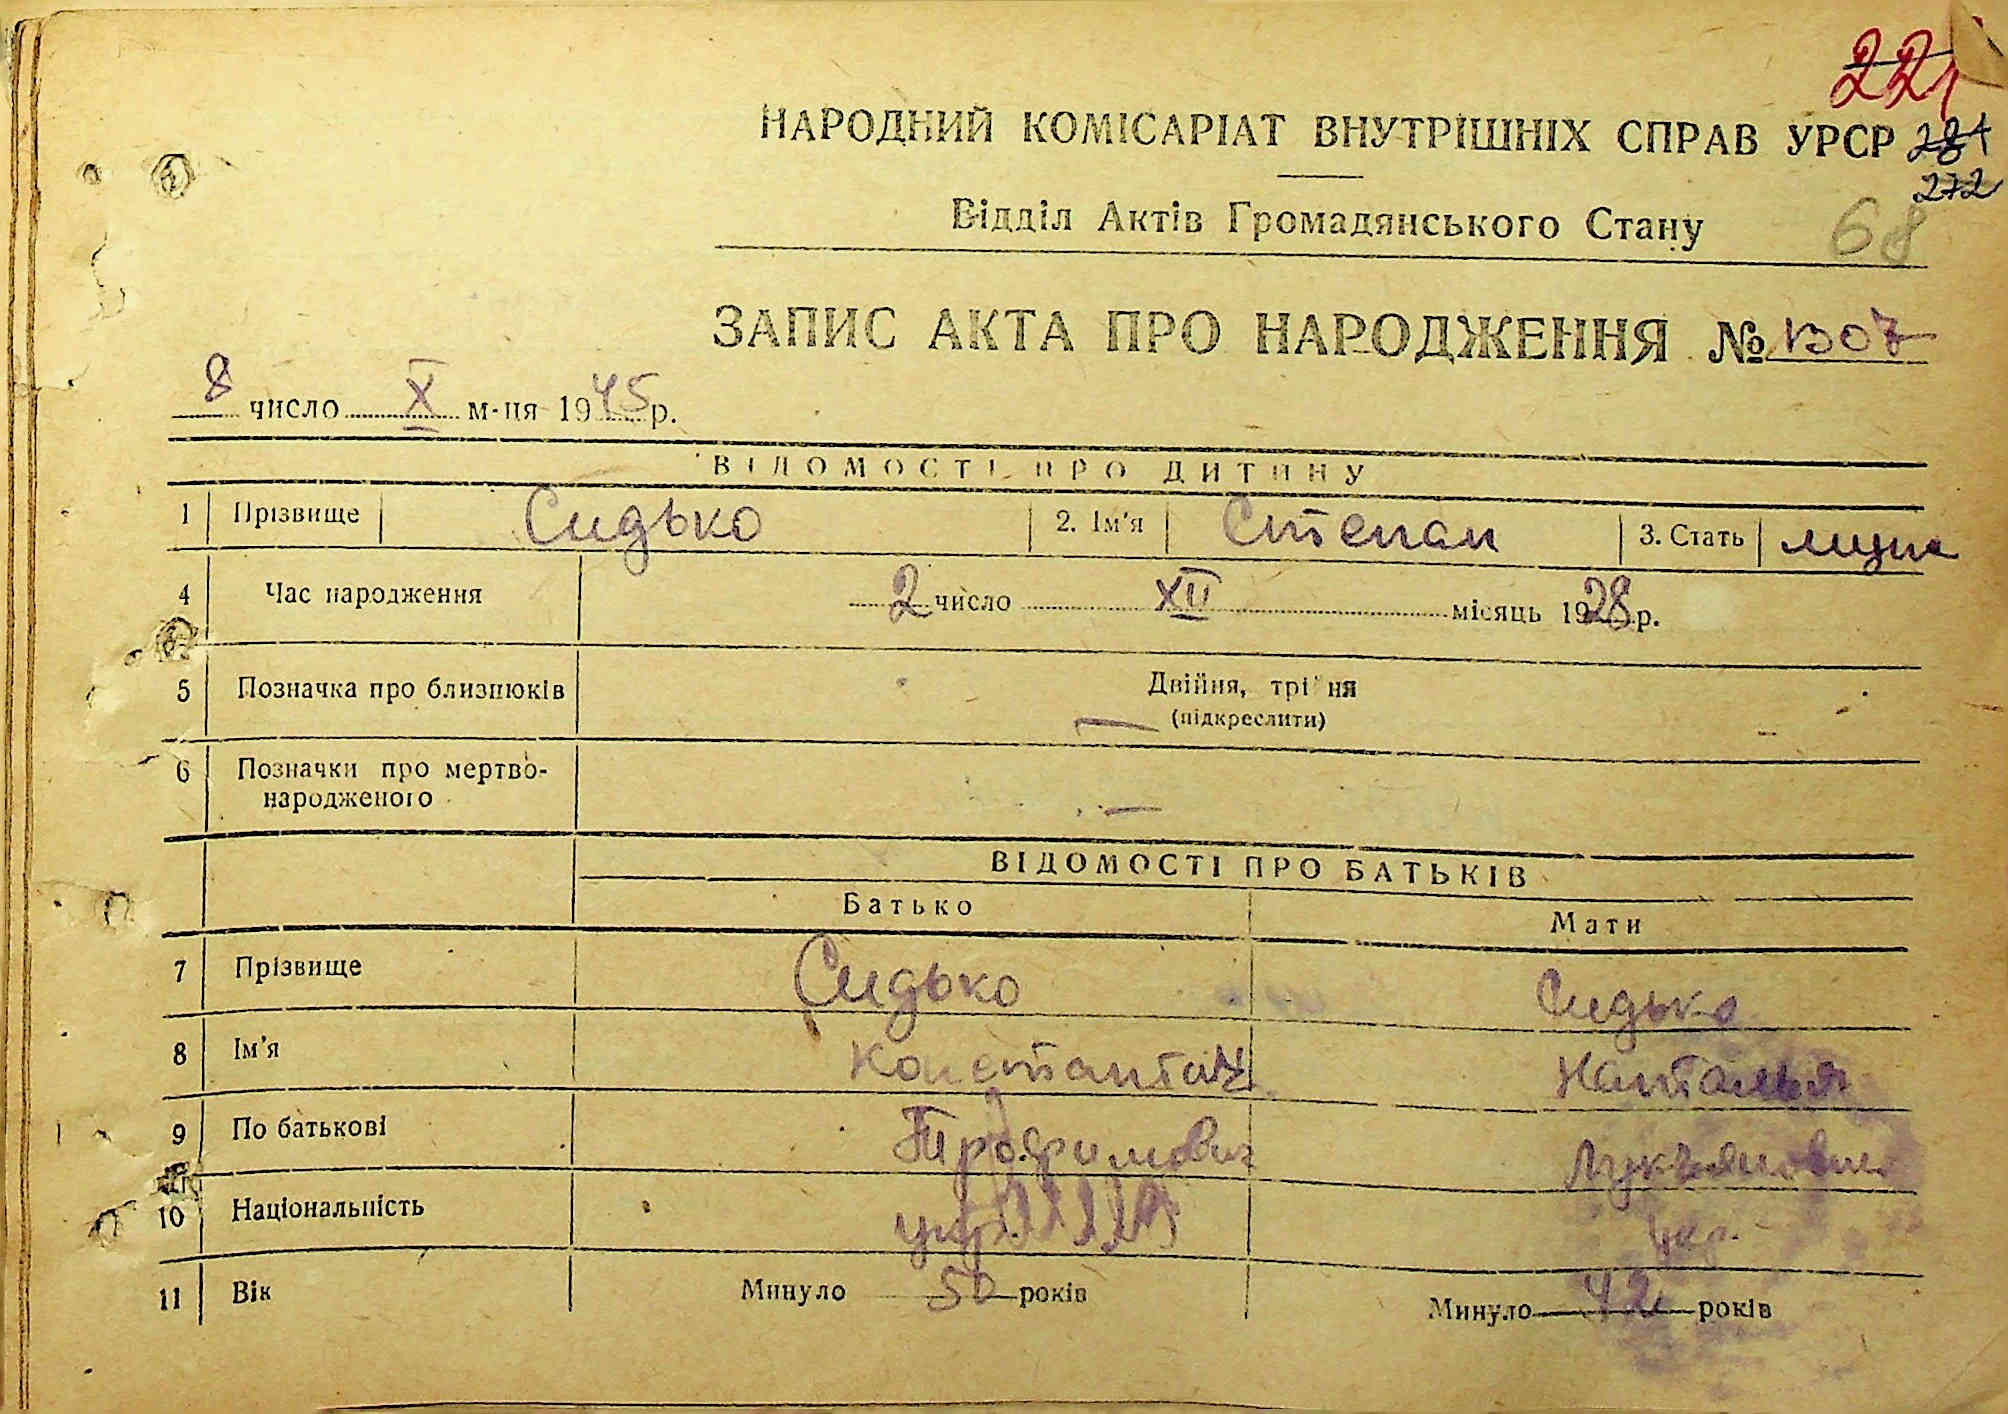 221
НАРОДНИЙ КОМІСАРІАТ ВНУТРІШНІХ СПРАВ УРСР
272
Відділ Актів Громадянського Стану 68
ЗАПИС АКТА ПРО НАРОДЖЕННЯ № 1307
8 число X м-ця 1945 р.
ВІДОМОСТІ ПРО ДИТИНУ
1 Прізвище Сидько 2. Ім'я Степан 3. Стать
4 Час народження 2 число XII місяць 1928 р.
5 Позначка про близнюків Двійня, трійня
(підкреслити) —
6 Позначки про мертво-
народженого —
ВІДОМОСТІ ПРО БАТЬКІВ
Батько Мати
7 Прізвище Сидько Сидько
8 Ім'я Константин Наталья
9 По батькові Трофимович
10 Національність укр. укр.
11 Вік Минуло 50 років Минуло 42 років